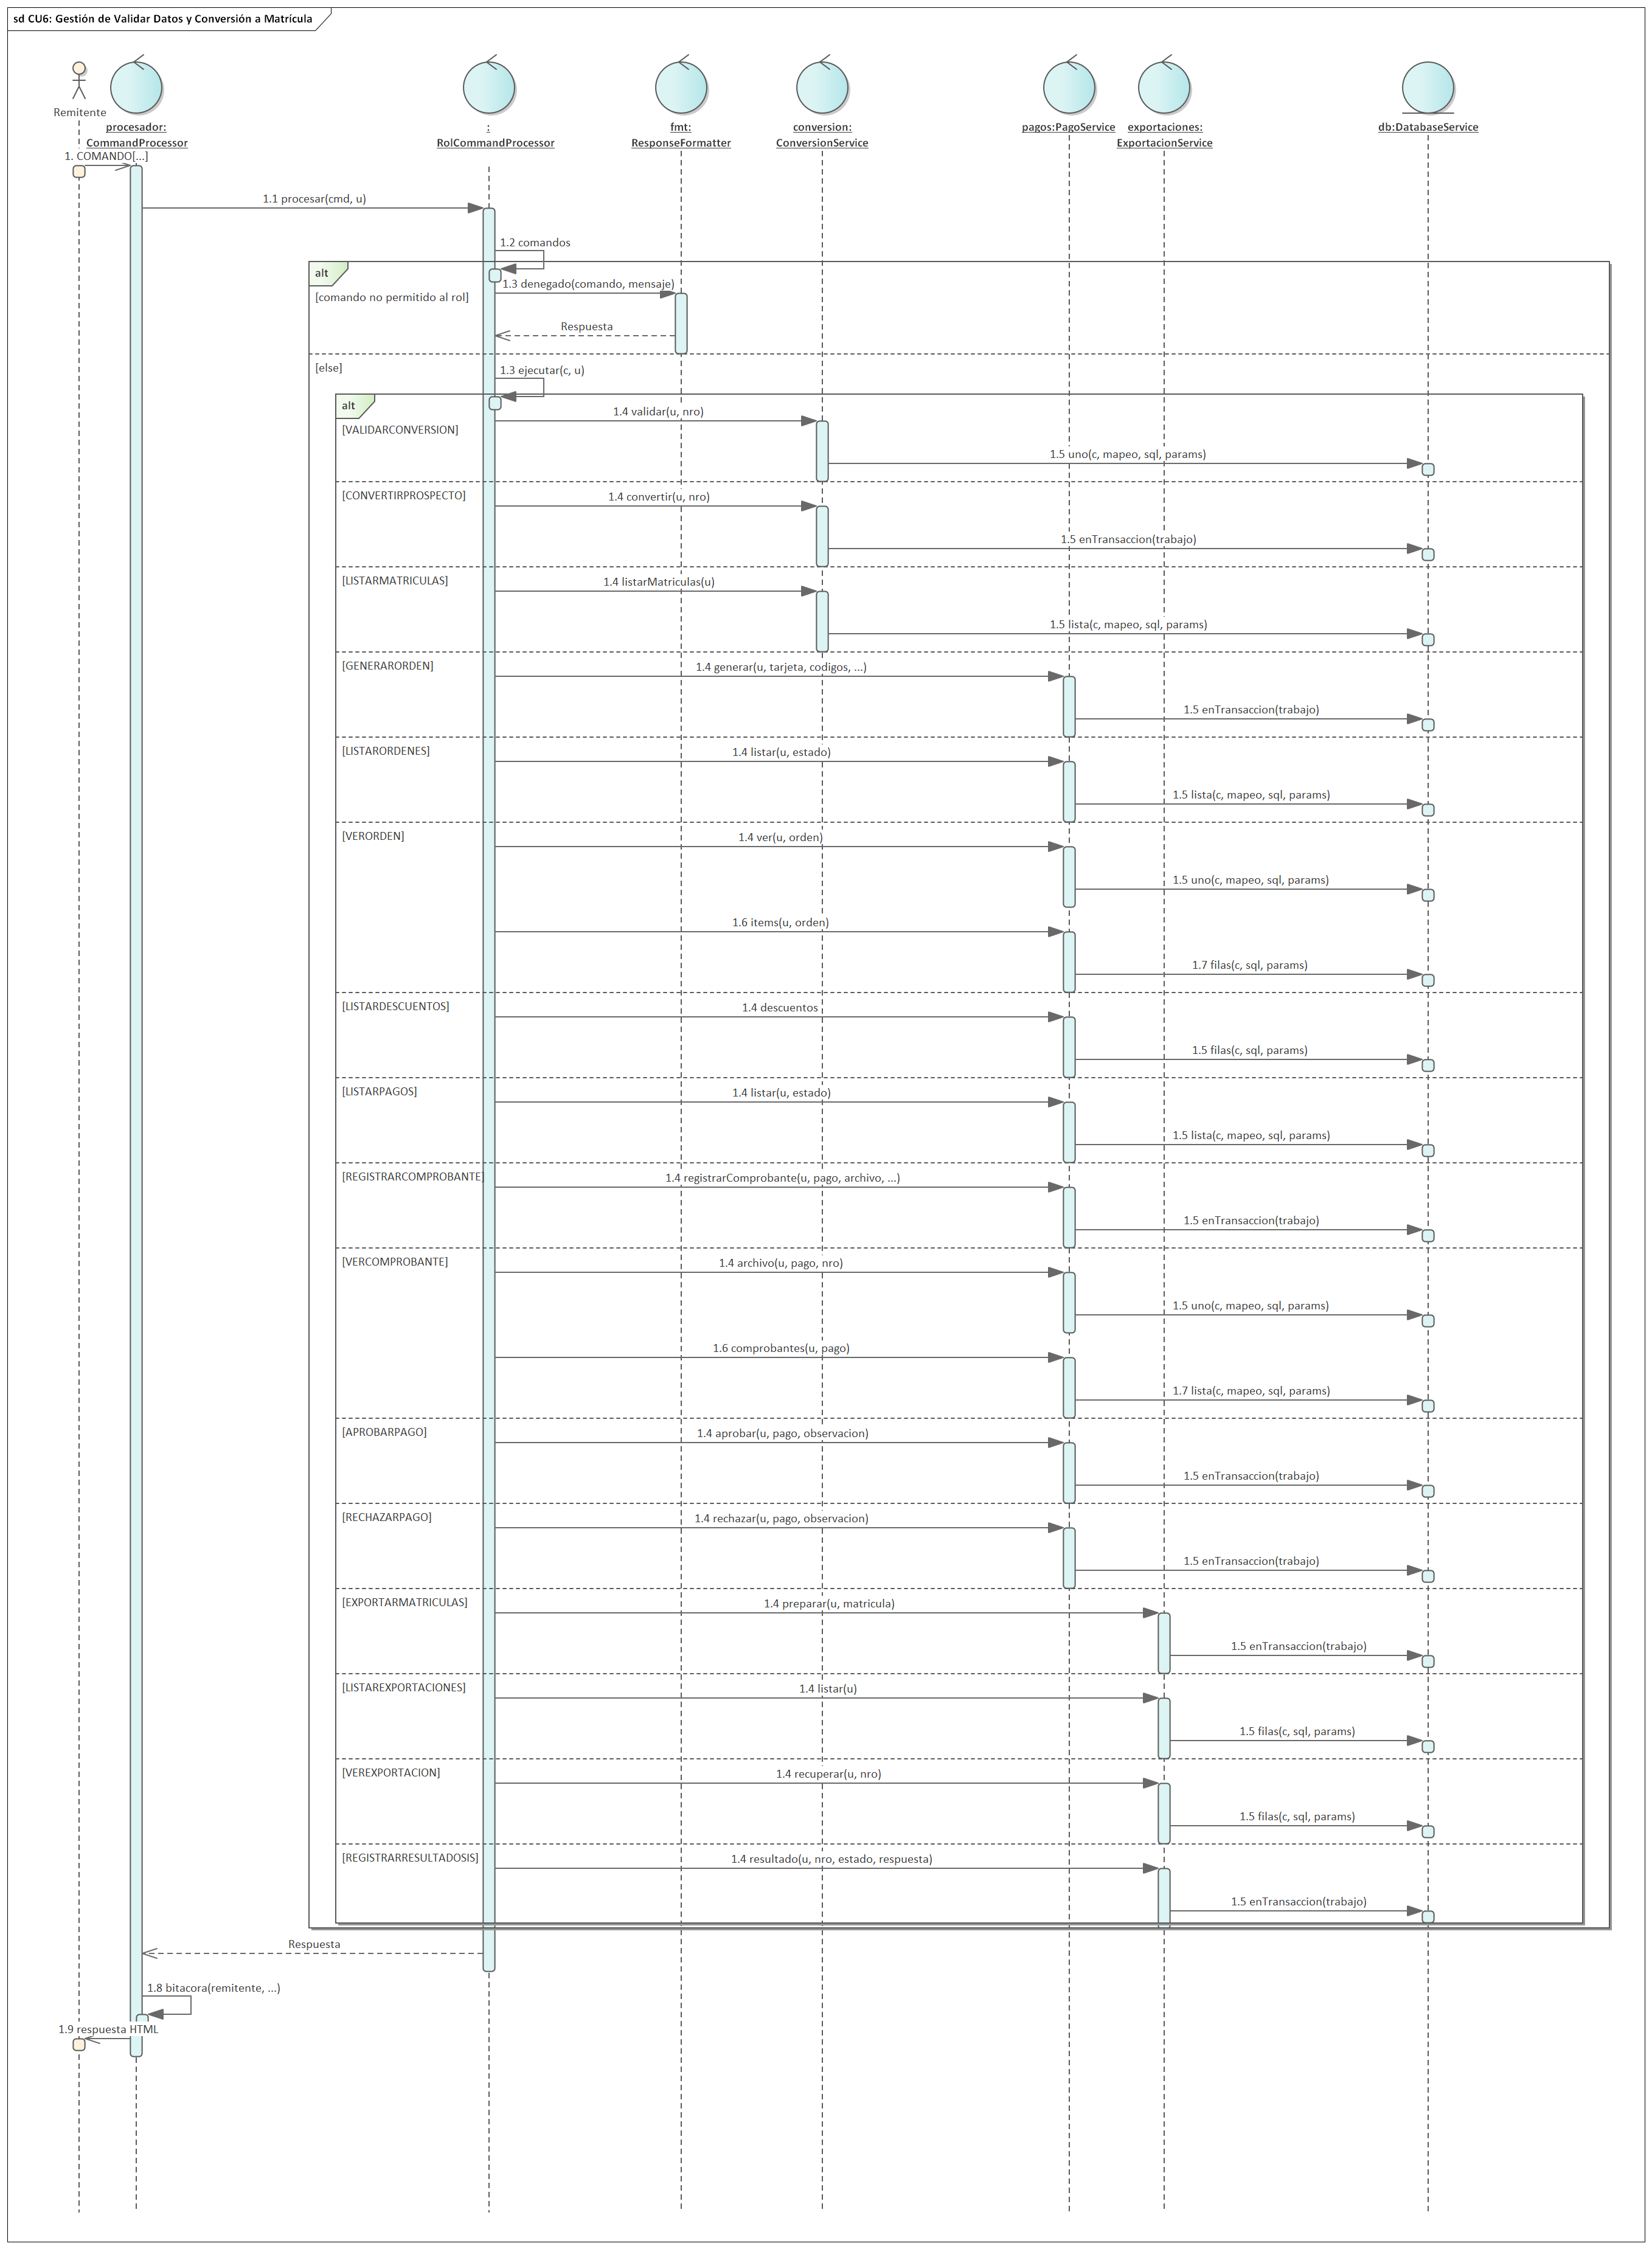 sd CU6: Gestión de Validar Datos y Conversión a Matrícula
Remitente
procesador:
CommandProcessor
:
RolCommandProcessor
fmt:
ResponseFormatter
conversion:
ConversionService
pagos:PagoService
exportaciones:
ExportacionService
db:DatabaseService
1. COMANDO[...]
1.1 procesar(cmd, u)
1.2 comandos
alt
[comando no permitido al rol]
1.3 denegado(comando, mensaje)
Respuesta
[else]
1.3 ejecutar(c, u)
alt
[VALIDARCONVERSION]
1.4 validar(u, nro)
1.5 uno(c, mapeo, sql, params)
[CONVERTIRPROSPECTO]
1.4 convertir(u, nro)
1.5 enTransaccion(trabajo)
[LISTARMATRICULAS]
1.4 listarMatriculas(u)
1.5 lista(c, mapeo, sql, params)
[GENERARORDEN]
1.4 generar(u, tarjeta, codigos, ...)
1.5 enTransaccion(trabajo)
[LISTARORDENES]
1.4 listar(u, estado)
1.5 lista(c, mapeo, sql, params)
[VERORDEN]
1.4 ver(u, orden)
1.5 uno(c, mapeo, sql, params)
1.6 items(u, orden)
1.7 filas(c, sql, params)
[LISTARDESCUENTOS]
1.4 descuentos
1.5 filas(c, sql, params)
[LISTARPAGOS]
1.4 listar(u, estado)
1.5 lista(c, mapeo, sql, params)
[REGISTRARCOMPROBANTE]
1.4 registrarComprobante(u, pago, archivo, ...)
1.5 enTransaccion(trabajo)
[VERCOMPROBANTE]
1.4 archivo(u, pago, nro)
1.5 uno(c, mapeo, sql, params)
1.6 comprobantes(u, pago)
1.7 lista(c, mapeo, sql, params)
[APROBARPAGO]
1.4 aprobar(u, pago, observacion)
1.5 enTransaccion(trabajo)
[RECHAZARPAGO]
1.4 rechazar(u, pago, observacion)
1.5 enTransaccion(trabajo)
[EXPORTARMATRICULAS]
1.4 preparar(u, matricula)
1.5 enTransaccion(trabajo)
[LISTAREXPORTACIONES]
1.4 listar(u)
1.5 filas(c, sql, params)
[VEREXPORTACION]
1.4 recuperar(u, nro)
1.5 filas(c, sql, params)
[REGISTRARRESULTADOSIS]
1.4 resultado(u, nro, estado, respuesta)
1.5 enTransaccion(trabajo)
Respuesta
1.8 bitacora(remitente, ...)
1.9 respuesta HTML